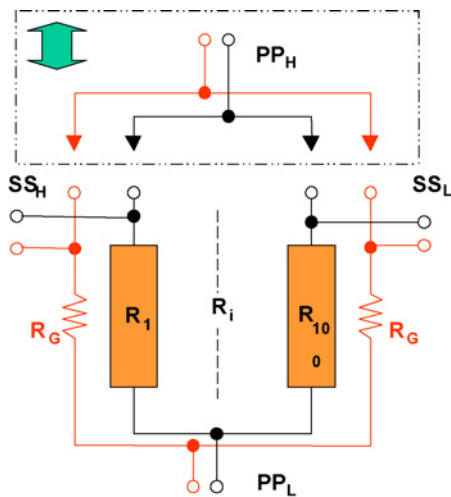 PP_H
SS_H
SS_L
R_1
R_i
R_10
0
R_G
R_G
PP_L